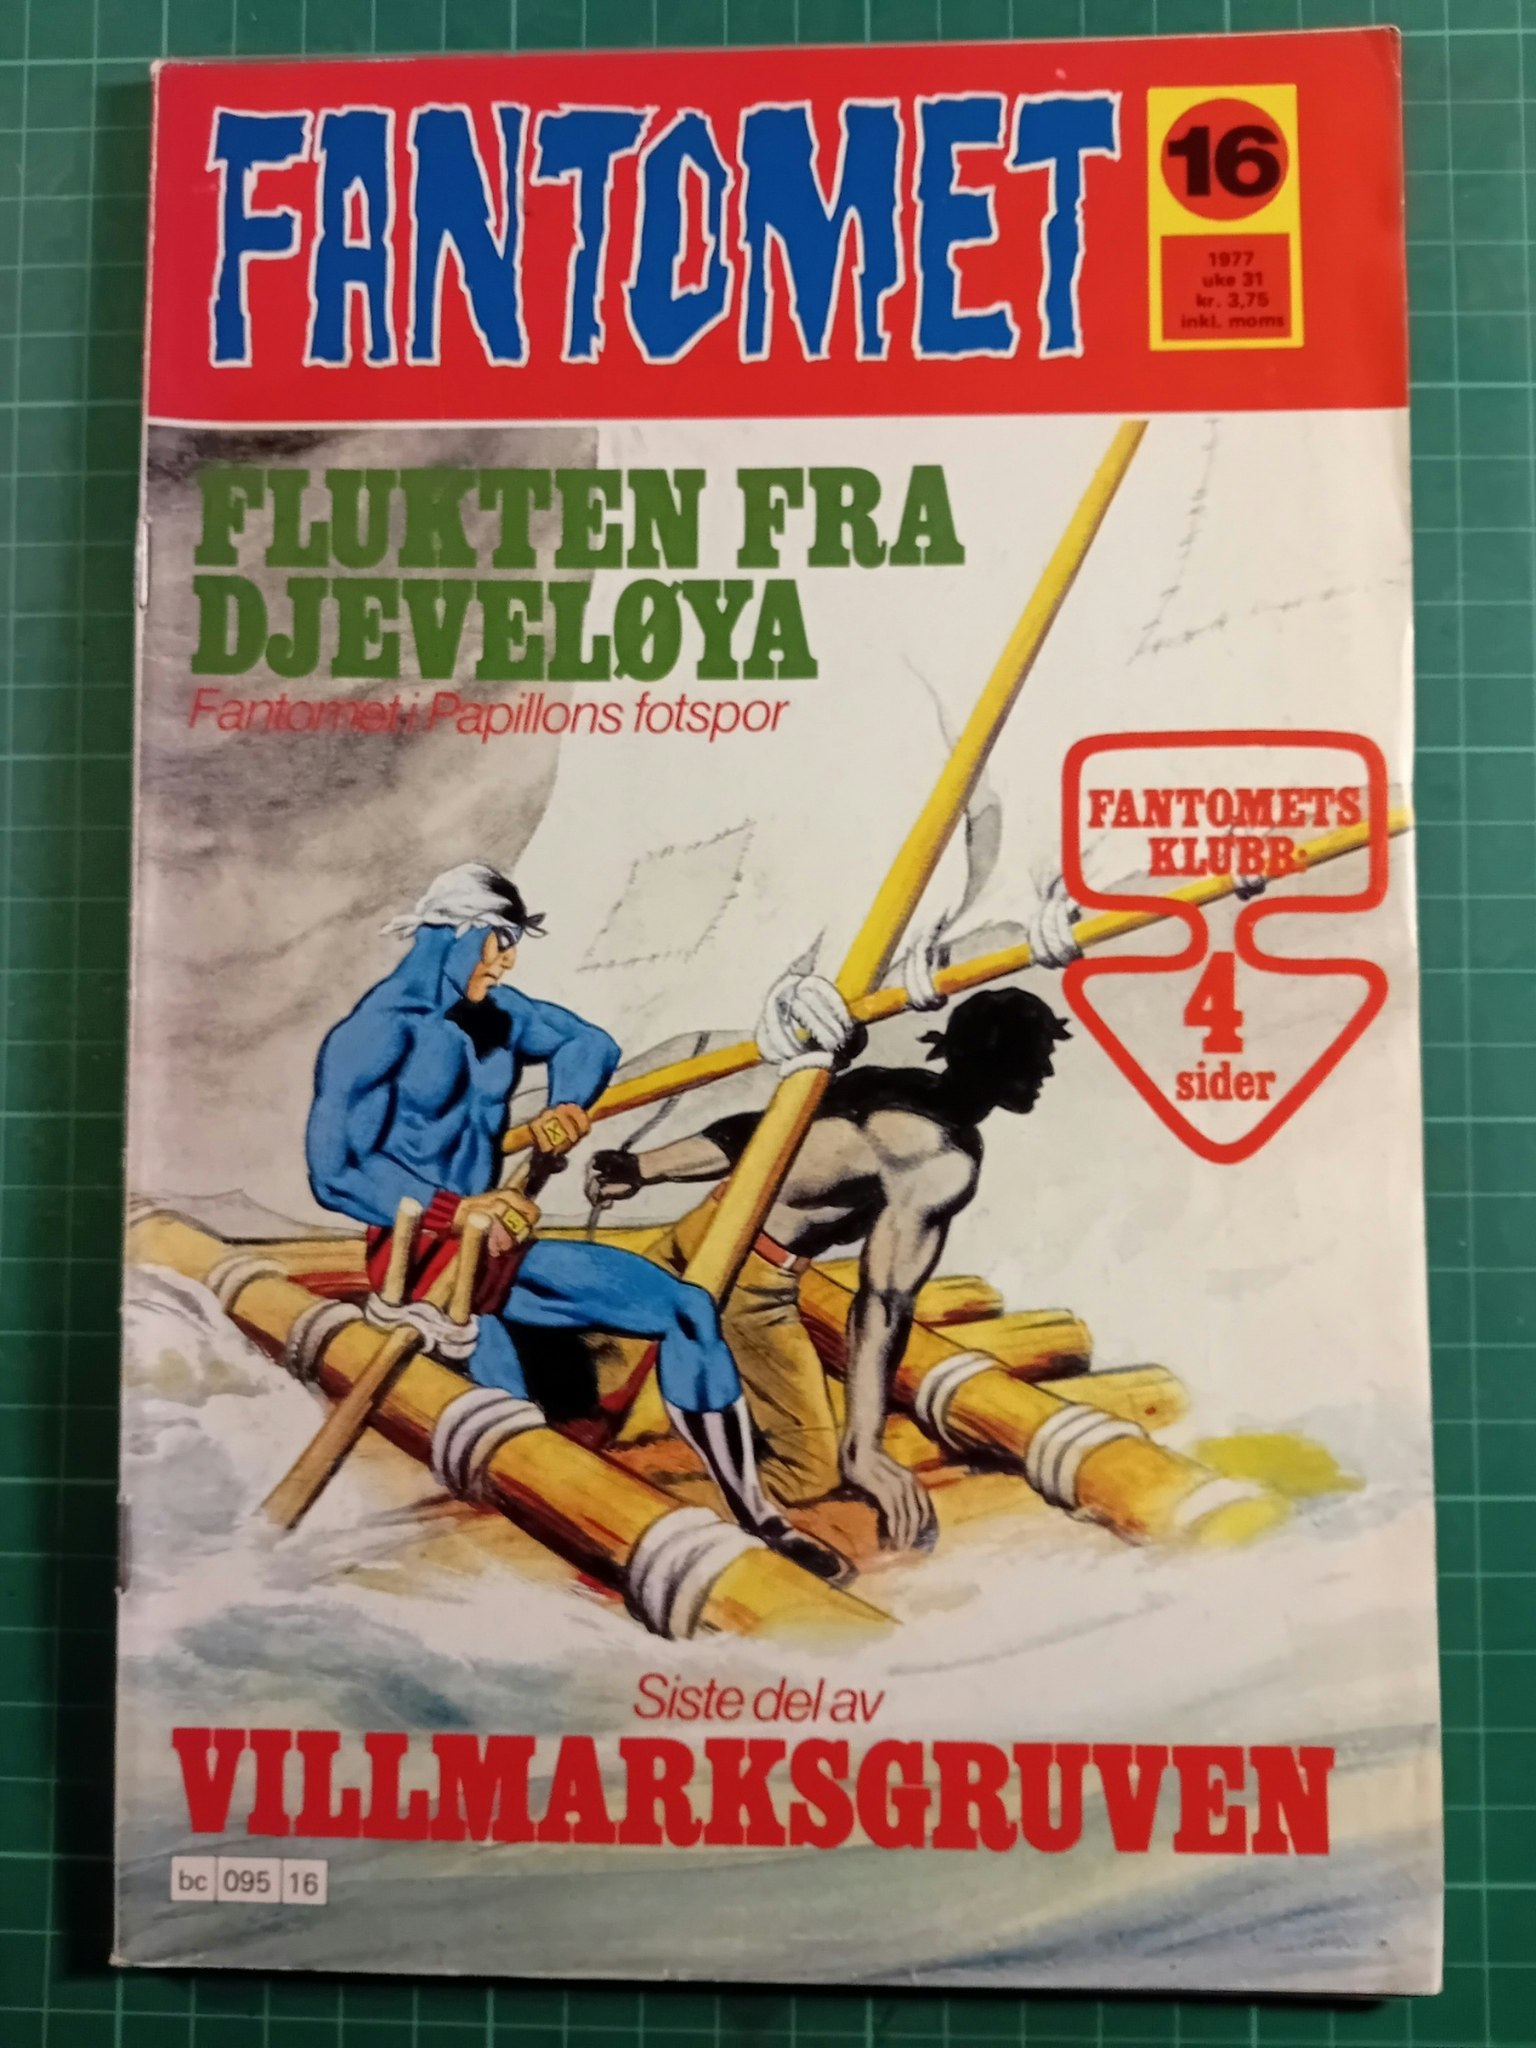 FANTOMET
16
1977
uke 31
kr. 3,75
inkl. moms
FLUKTEN FRA
DJEVELØYA
Fantomet i Papillons fotspor
FANTOMETS
KLUBB:
4
sider
Siste del av
VILLMARKSGRUVEN
bc 095 16